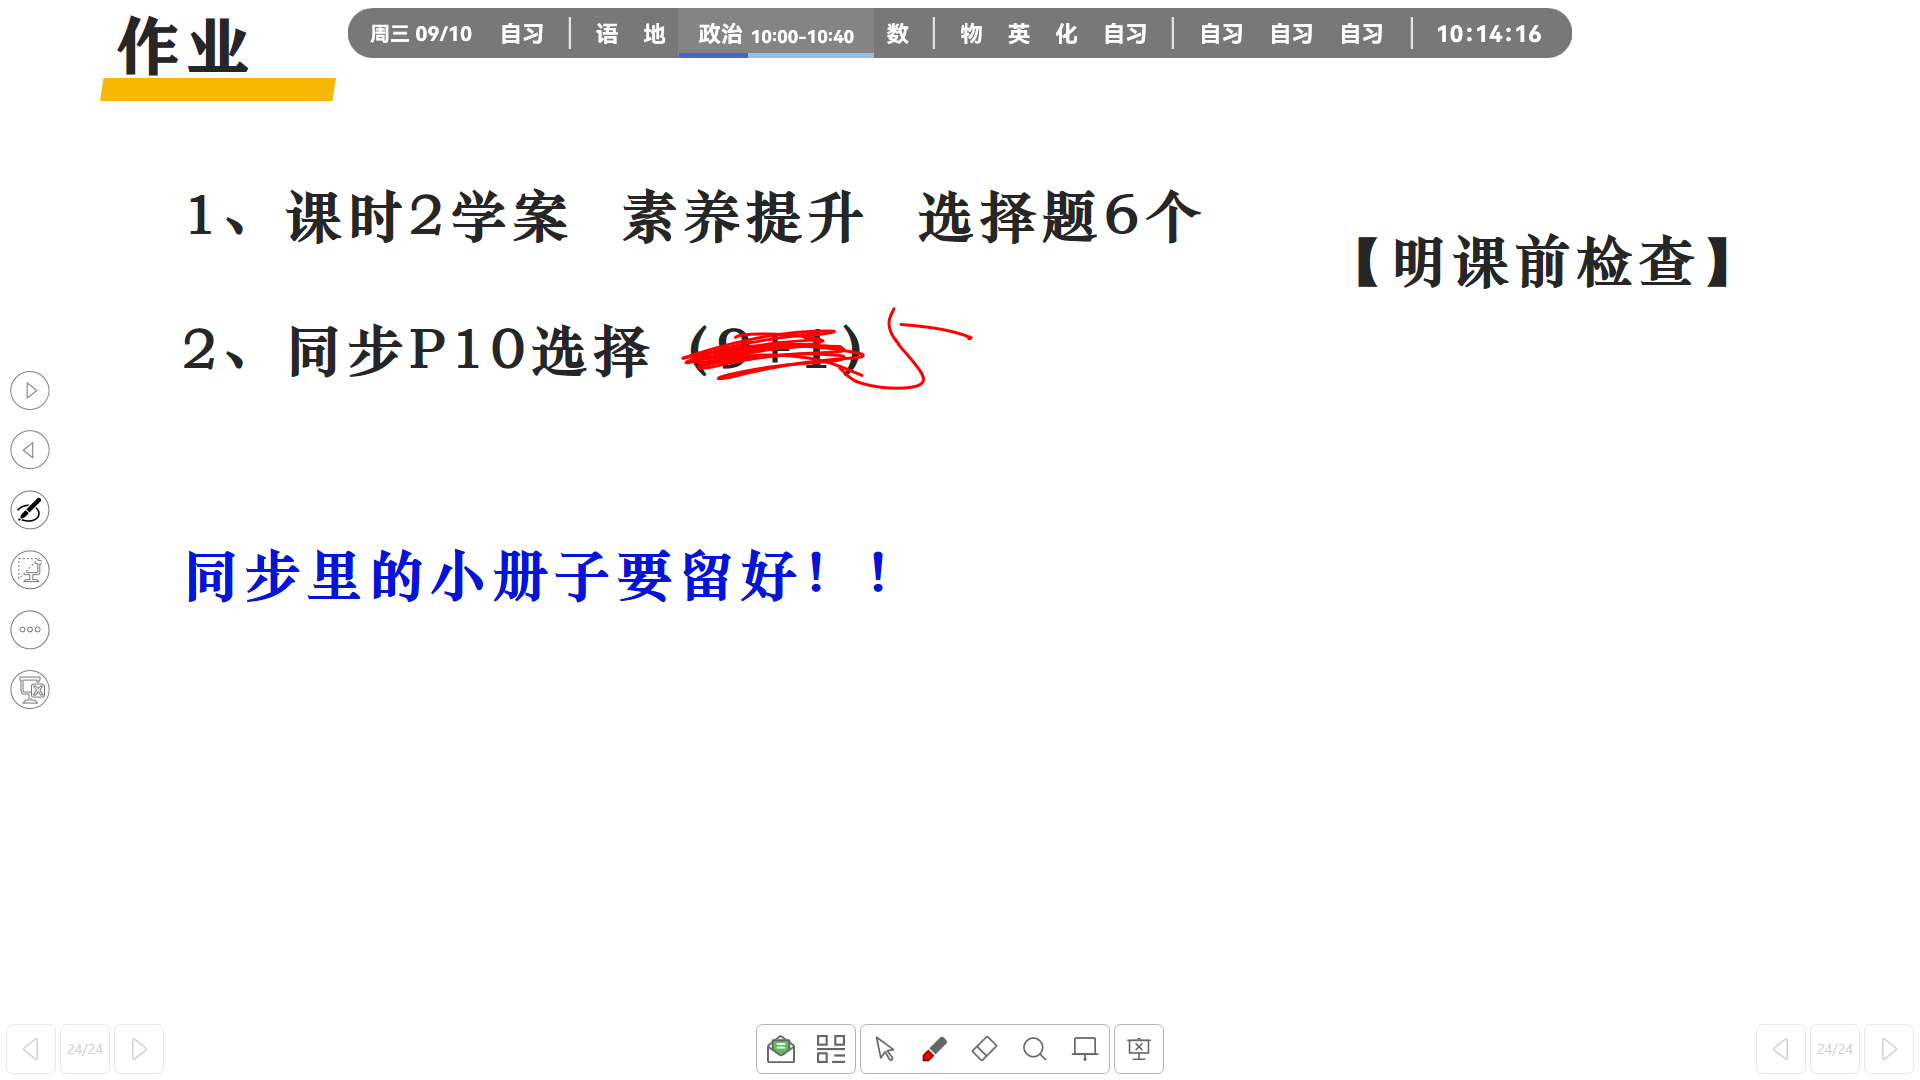 作业
周三 09/10 自习 | 语 地 政治 10:00-10:40 数 | 物 英 化 自习 | 自习 自习 自习 | 10:14:16
1、课时2学案 素养提升 选择题6个
【明课前检查】
2、同步P10选择（9+1）5
同步里的小册子要留好！！
24/24
24/24